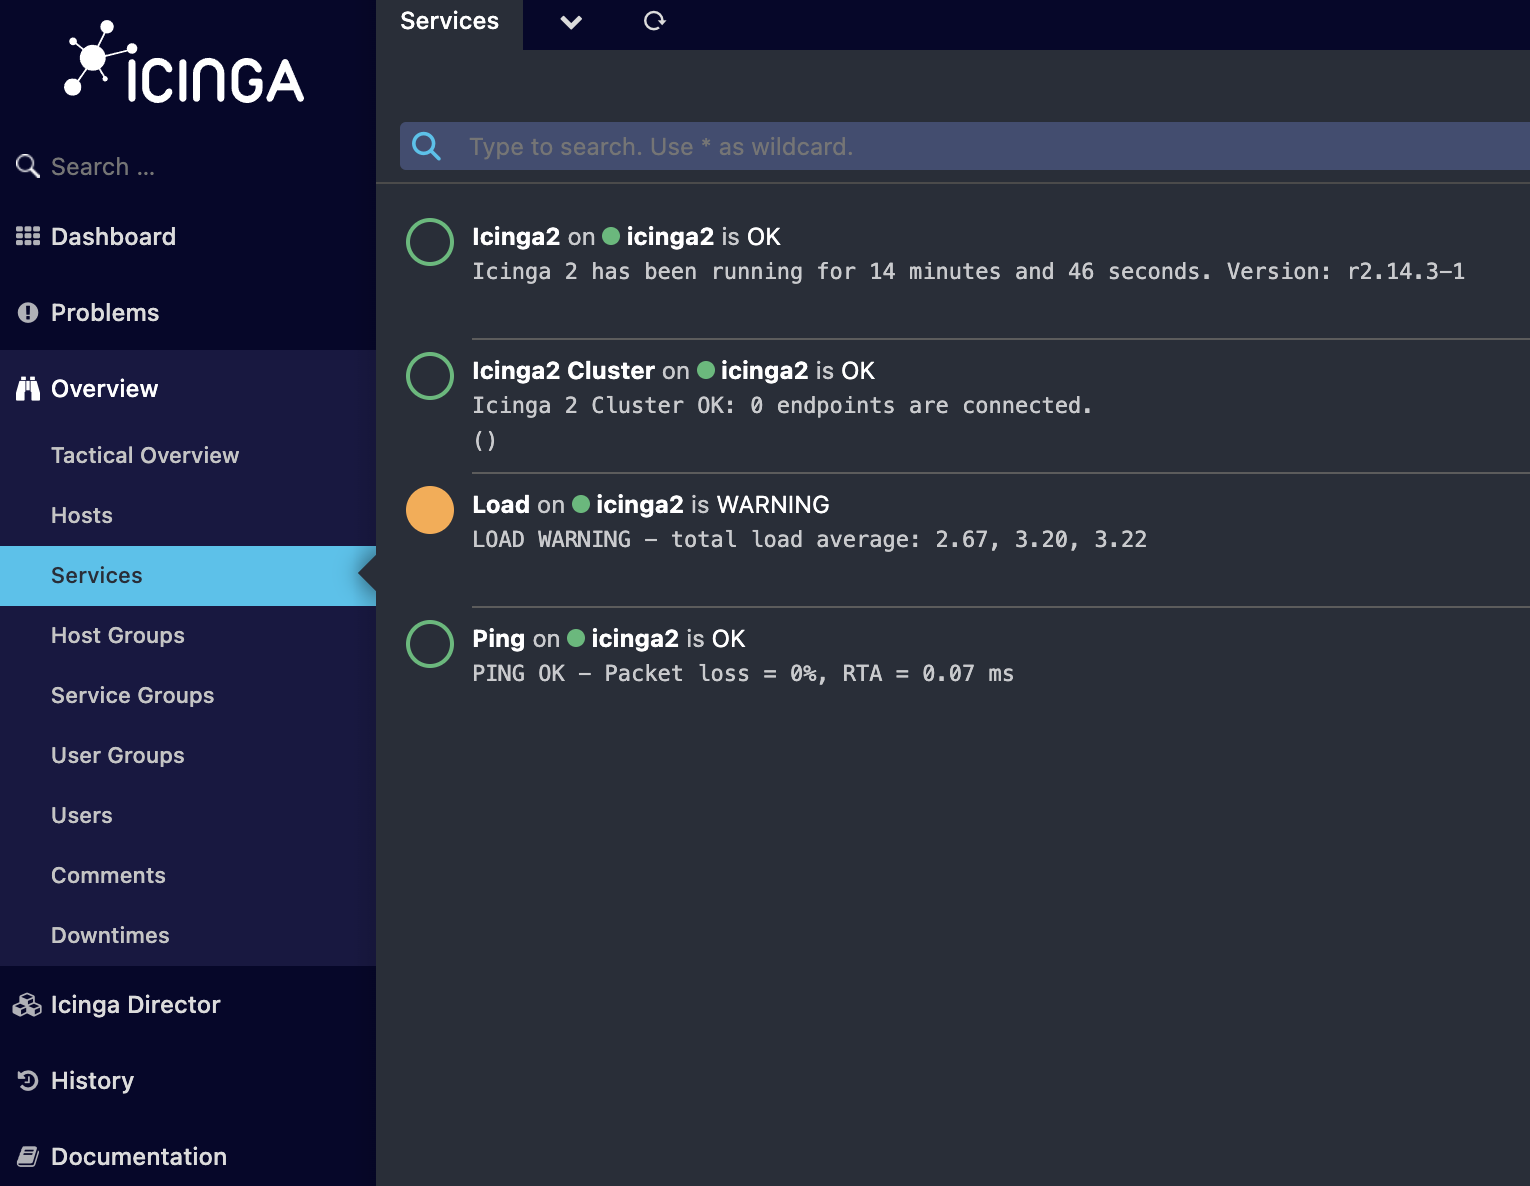 ICINGA
Search ...
Dashboard
Problems
Overview
Tactical Overview
Hosts
Services
Host Groups
Service Groups
User Groups
Users
Comments
Downtimes
Icinga Director
History
Documentation
Services
Type to search. Use * as wildcard.
Icinga2 on icinga2 is OK
Icinga 2 has been running for 14 minutes and 46 seconds. Version: r2.14.3-1
Icinga2 Cluster on icinga2 is OK
Icinga 2 Cluster OK: 0 endpoints are connected.
()
Load on icinga2 is WARNING
LOAD WARNING - total load average: 2.67, 3.20, 3.22
Ping on icinga2 is OK
PING OK - Packet loss = 0%, RTA = 0.07 ms